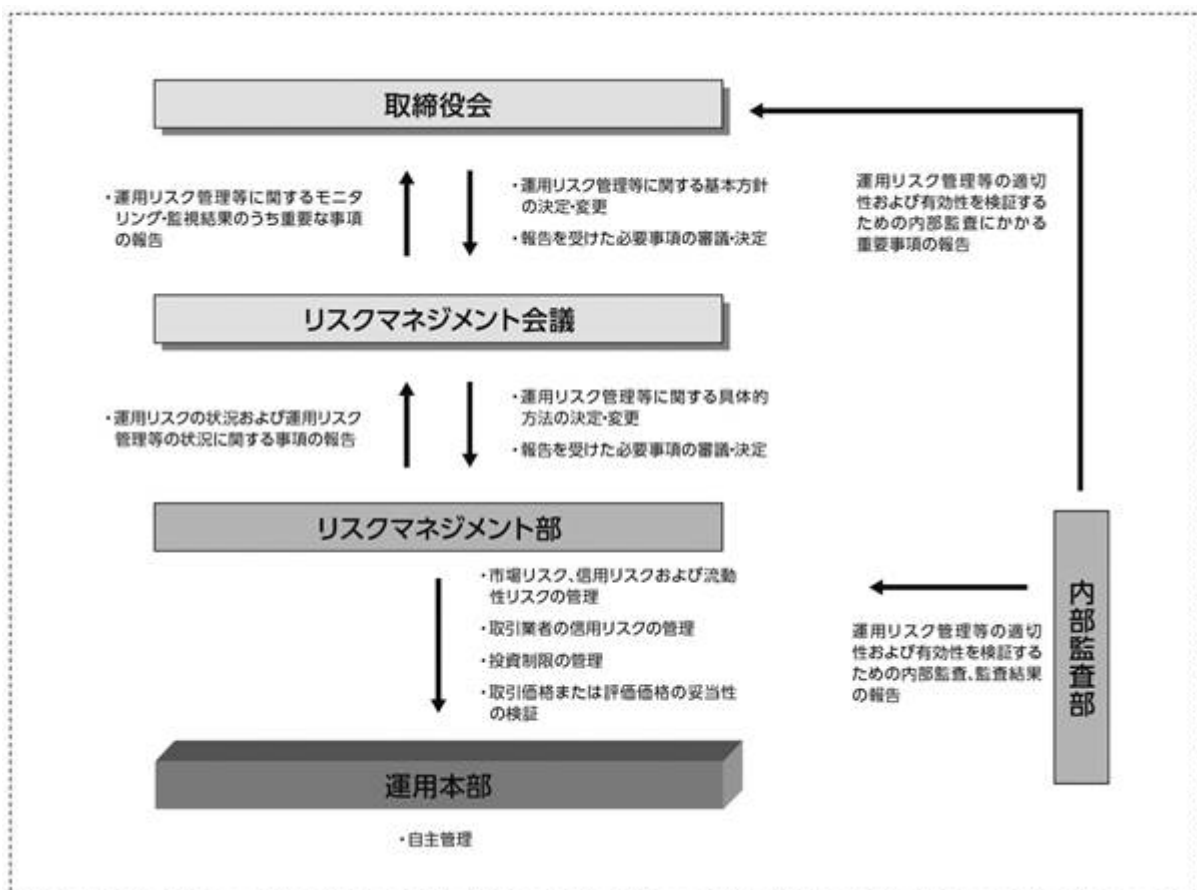 取締役会
・運用リスク管理等に関するモニタ
リング・監視結果のうち重要な事項
の報告
・運用リスク管理等に関する基本方針
の決定・変更
・報告を受けた必要事項の審議・決定
運用リスク管理等の適切
性および有効性を検証する
ための内部監査にかかる
重要事項の報告
リスクマネジメント会議
・運用リスクの状況および運用リスク
管理等の状況に関する事項の報告
・運用リスク管理等に関する具体的
方法の決定・変更
・報告を受けた必要事項の審議・決定
リスクマネジメント部
・市場リスク、信用リスクおよび流動
性リスクの管理
・取引業者の信用リスクの管理
・投資制限の管理
・取引価格または評価価格の妥当性
の検証
運用リスク管理等の適切
性および有効性を検証する
ための内部監査、監査結果
の報告
内部監査部
運用本部
・自主管理